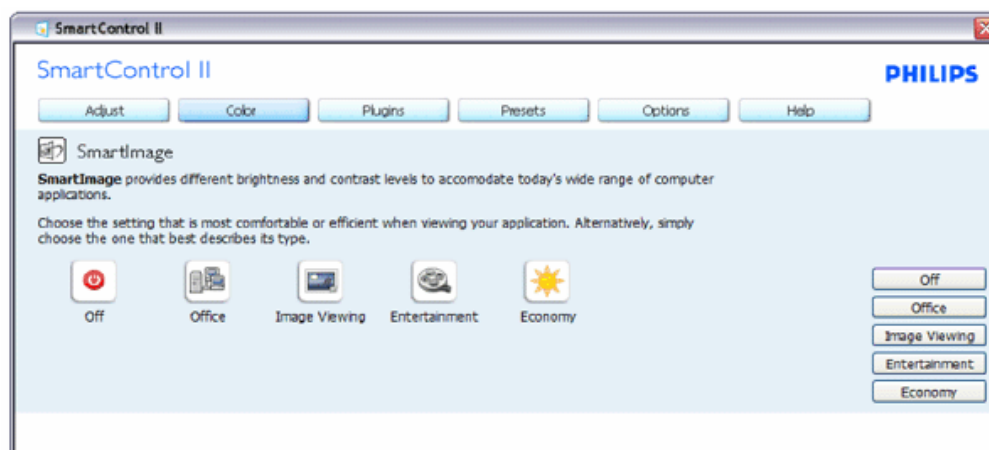 SmartControl II
SmartControl II
PHILIPS
Adjust Color Plugins Presets Options Help
SmartImage
SmartImage provides different brightness and contrast levels to accomodate today's wide range of computer
applications.
Choose the setting that is most comfortable or efficient when viewing your application. Alternatively, simply
choose the one that best describes its type.
Off Office Image Viewing Entertainment Economy
Off
Office
Image Viewing
Entertainment
Economy